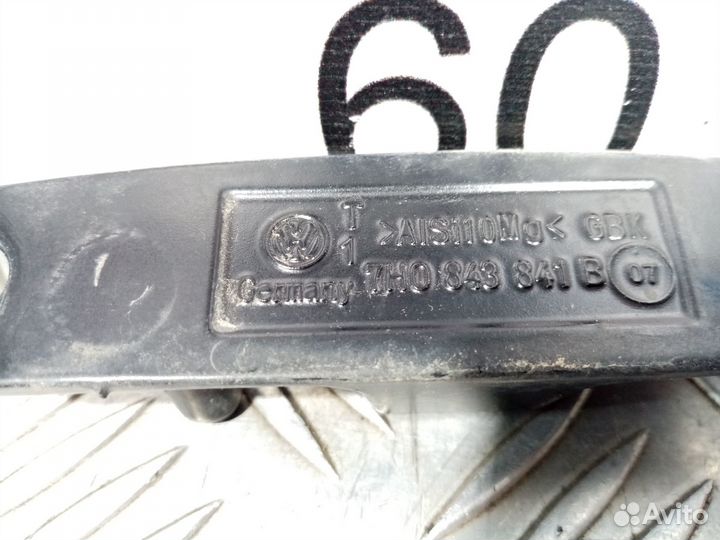 60
T
1
>AlSi10Mg< GBK
Germany 7H0 843 841 B 07
Avito